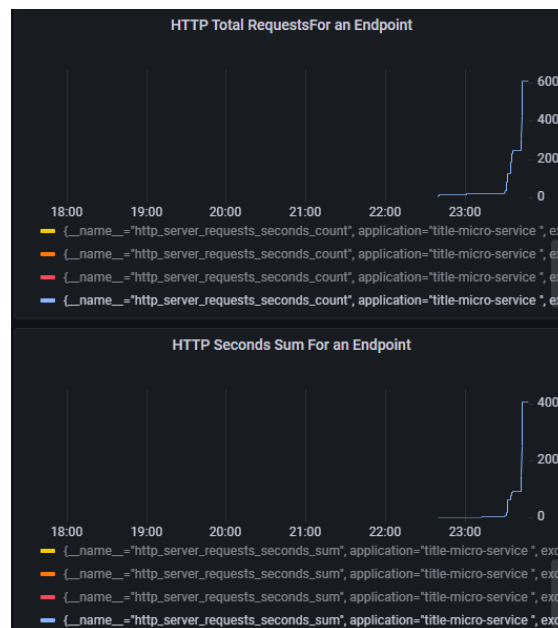 HTTP Total RequestsFor an Endpoint
600
400
200
0
18:00 19:00 20:00 21:00 22:00 23:00
{__name__="http_server_requests_seconds_count", application="title-micro-service ", ex
{__name__="http_server_requests_seconds_count", application="title-micro-service ", ex
{__name__="http_server_requests_seconds_count", application="title-micro-service ", ex
{__name__="http_server_requests_seconds_count", application="title-micro-service ", ex
HTTP Seconds Sum For an Endpoint
400
200
0
18:00 19:00 20:00 21:00 22:00 23:00
{__name__="http_server_requests_seconds_sum", application="title-micro-service ", exc
{__name__="http_server_requests_seconds_sum", application="title-micro-service ", exc
{__name__="http_server_requests_seconds_sum", application="title-micro-service ", exc
{__name__="http_server_requests_seconds_sum", application="title-micro-service ", exc